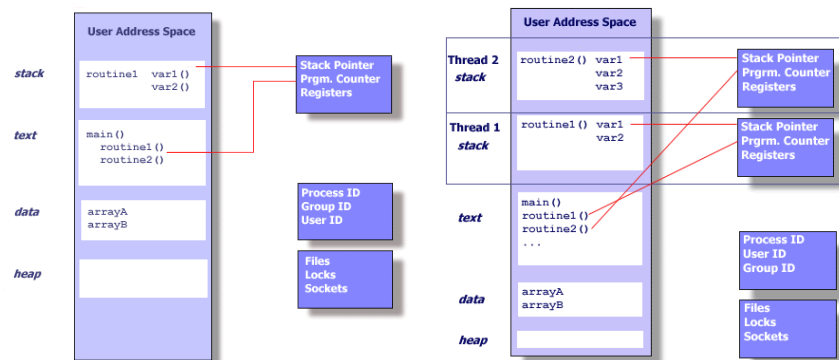 User Address Space
stack
routine1 var1()
var2()
Stack Pointer
Prgm. Counter
Registers
text
main()
routine1()
routine2()
data
arrayA
arrayB
Process ID
Group ID
User ID
heap
Files
Locks
Sockets
User Address Space
Thread 2
stack
routine2() var1
var2
var3
Stack Pointer
Prgrm. Counter
Registers
Thread 1
stack
routine1() var1
var2
Stack Pointer
Prgrm. Counter
Registers
text
main()
routine1()
routine2()
...
Process ID
User ID
Group ID
data
arrayA
arrayB
heap
Files
Locks
Sockets